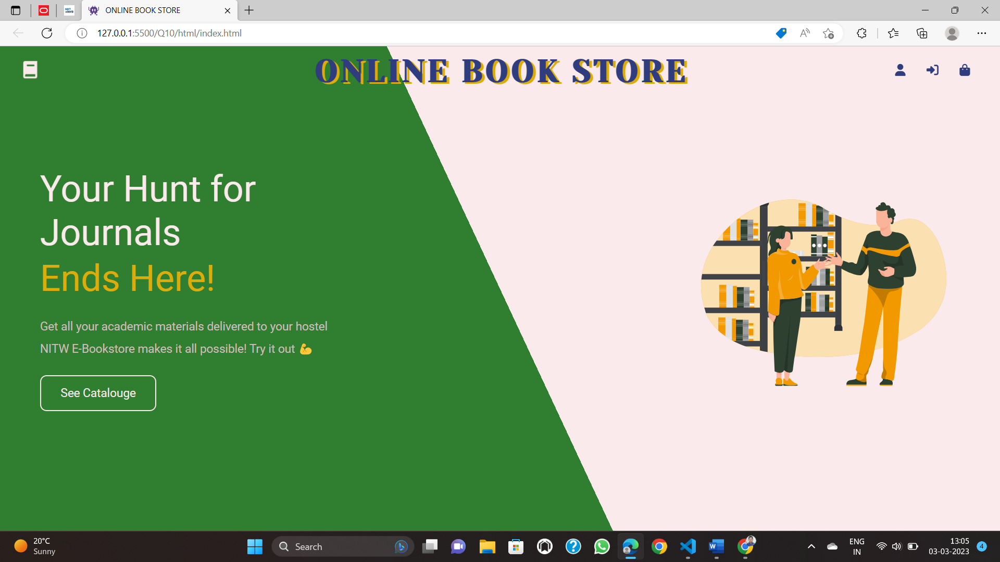 ONLINE BOOK STORE
127.0.0.1:5500/Q10/html/index.html
ONLINE BOOK STORE
Your Hunt for
Journals
Ends Here!
Get all your academic materials delivered to your hostel
NITW E-Bookstore makes it all possible! Try it out 💪
See Catalouge
20°C
Sunny
Search
ENG
IN
13:05
03-03-2023
4